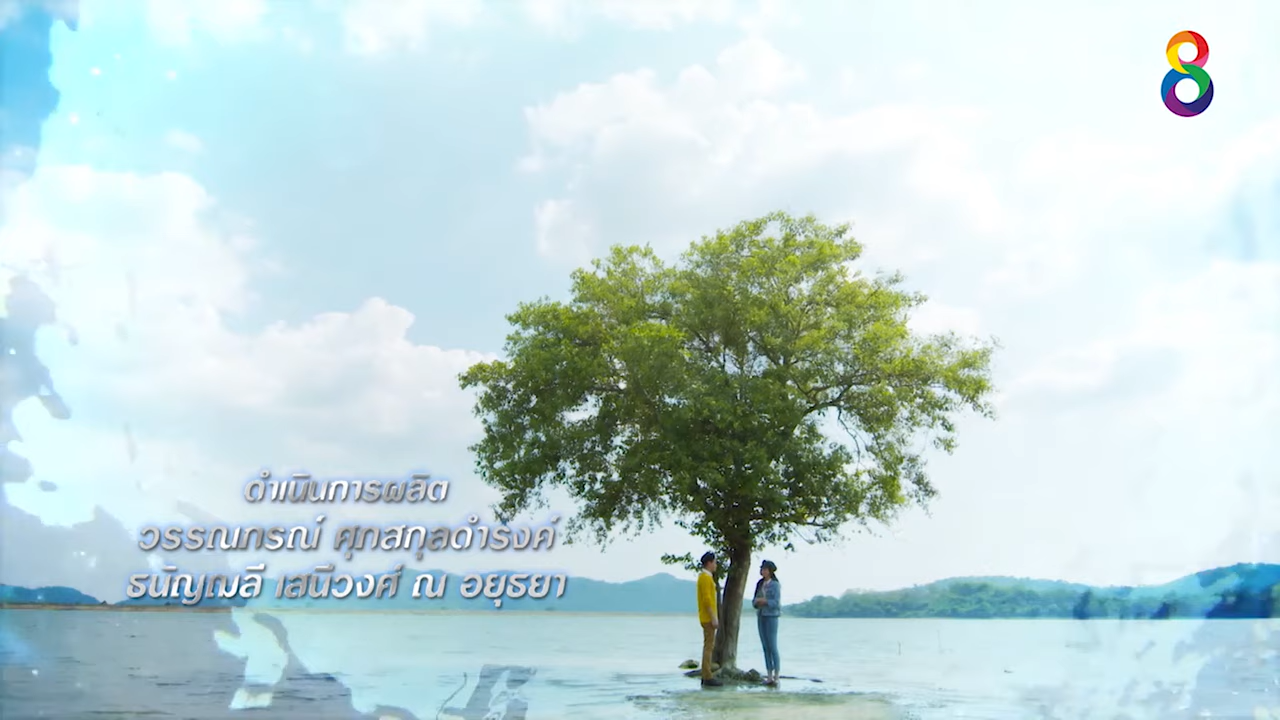 8
ดำเนินการผลิต
วรรณภรณ์ ศุภสกุลดำรงค์
ธนัญฌลี เสนีวงศ์ ณ อยุธยา